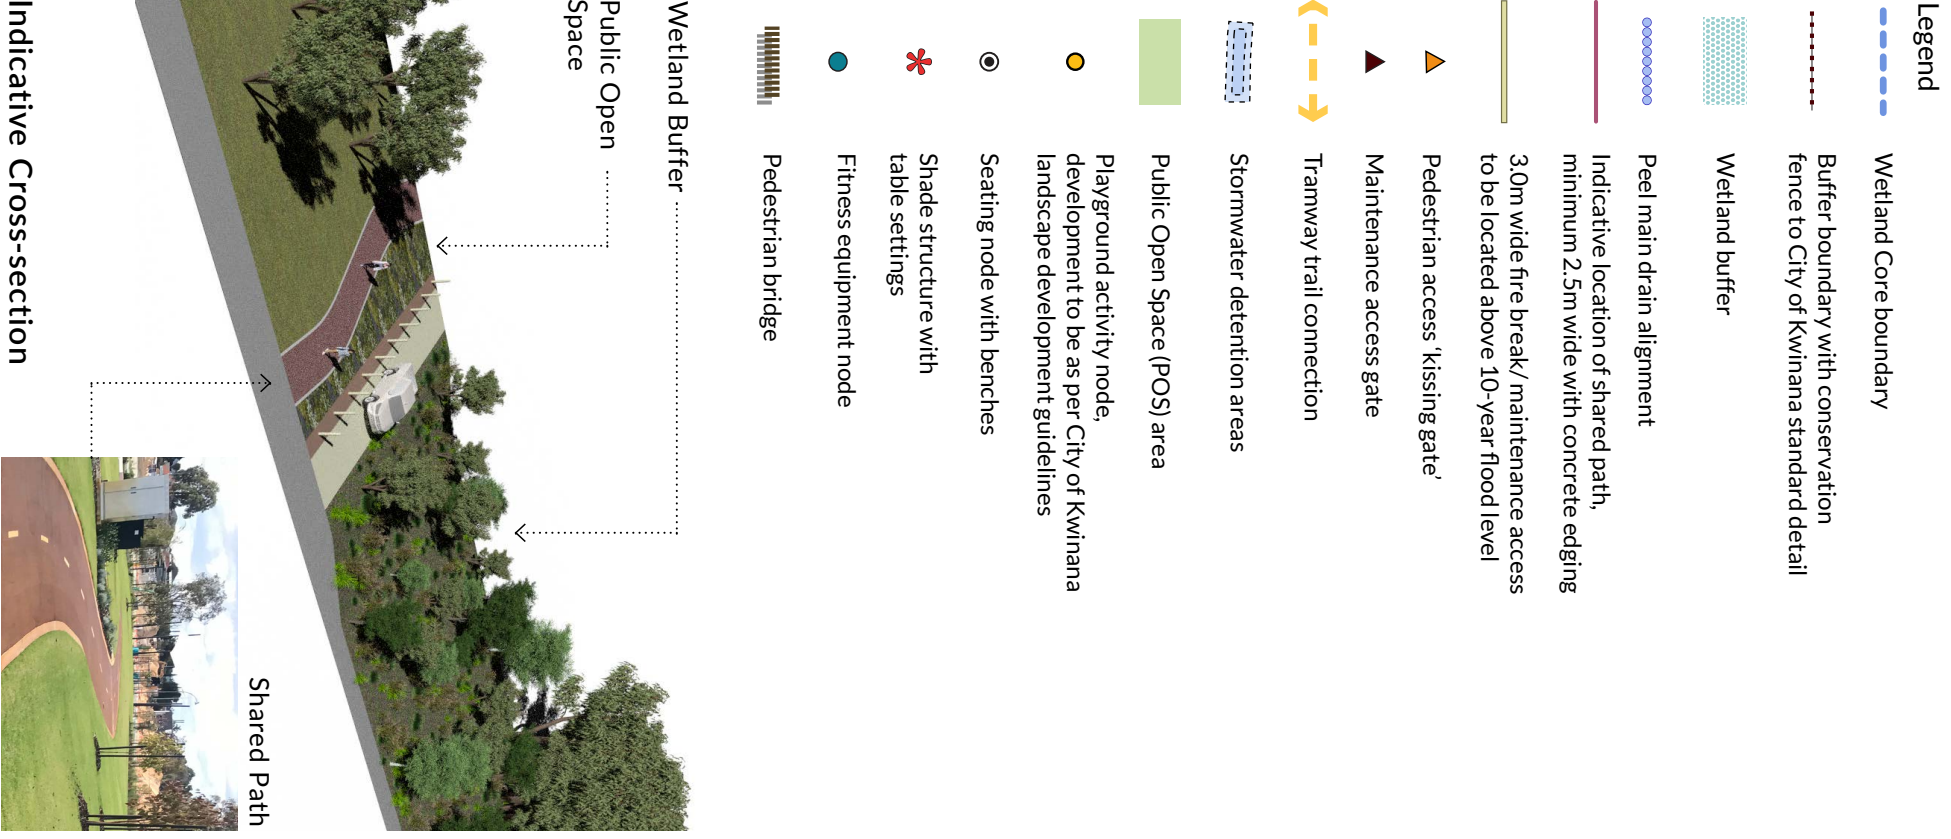 Legend
Wetland Core boundary
Buffer boundary with conservation
fence to City of Kwinana standard detail
Wetland buffer
Peel main drain alignment
Indicative location of shared path,
minimum 2.5m wide with concrete edging
3.0m wide fire break/ maintenance access
to be located above 10-year flood level
Pedestrian access ‘kissing gate’
Maintenance access gate
Tramway trail connection
Stormwater detention areas
Public Open Space (POS) area
Playground activity node,
development to be as per City of Kwinana
landscape development guidelines
Seating node with benches
Shade structure with
table settings
Fitness equipment node
Pedestrian bridge
Wetland Buffer
Public Open
Space
Shared Path
Indicative Cross-section